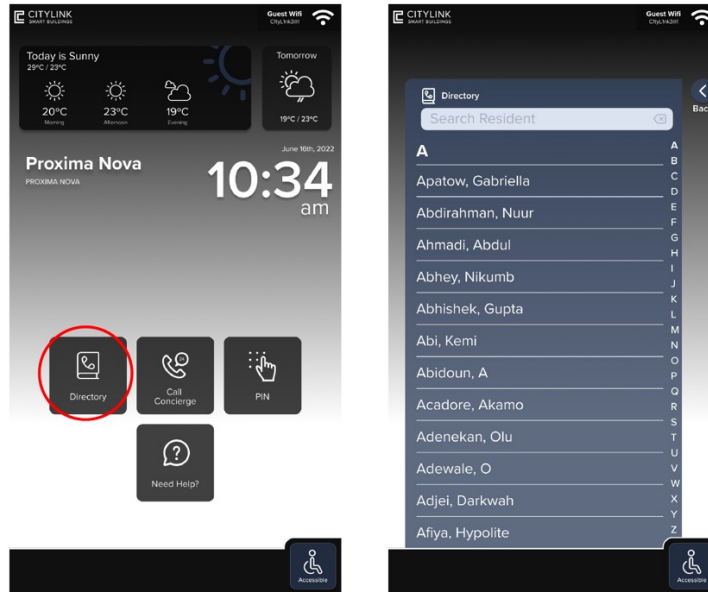 CITYLINK
SMART BUILDINGS
Guest Wifi
Today is Sunny
29°C / 23°C
20°C
23°C
19°C
Morning
Afternoon
Evening
Tomorrow
19°C / 23°C
June 16th, 2022
Proxima Nova
PROXIMA NOVA
10:34
am
Directory
Call
Concierge
PIN
Need Help?
Accessible
CITYLINK
SMART BUILDINGS
Guest Wifi
Directory
Search Resident
Bac
A
Apatow, Gabriella
Abdirahman, Nuur
Ahmadi, Abdul
Abhey, Nikumb
Abhishek, Gupta
Abi, Kemi
Abidoun, A
Acadore, Akamo
Adenekan, Olu
Adewale, O
Adjei, Darkwah
Afiya, Hypolite
A
B
C
D
E
F
G
H
I
J
K
L
M
N
O
P
Q
R
S
T
U
V
W
X
Y
Z
Accessible